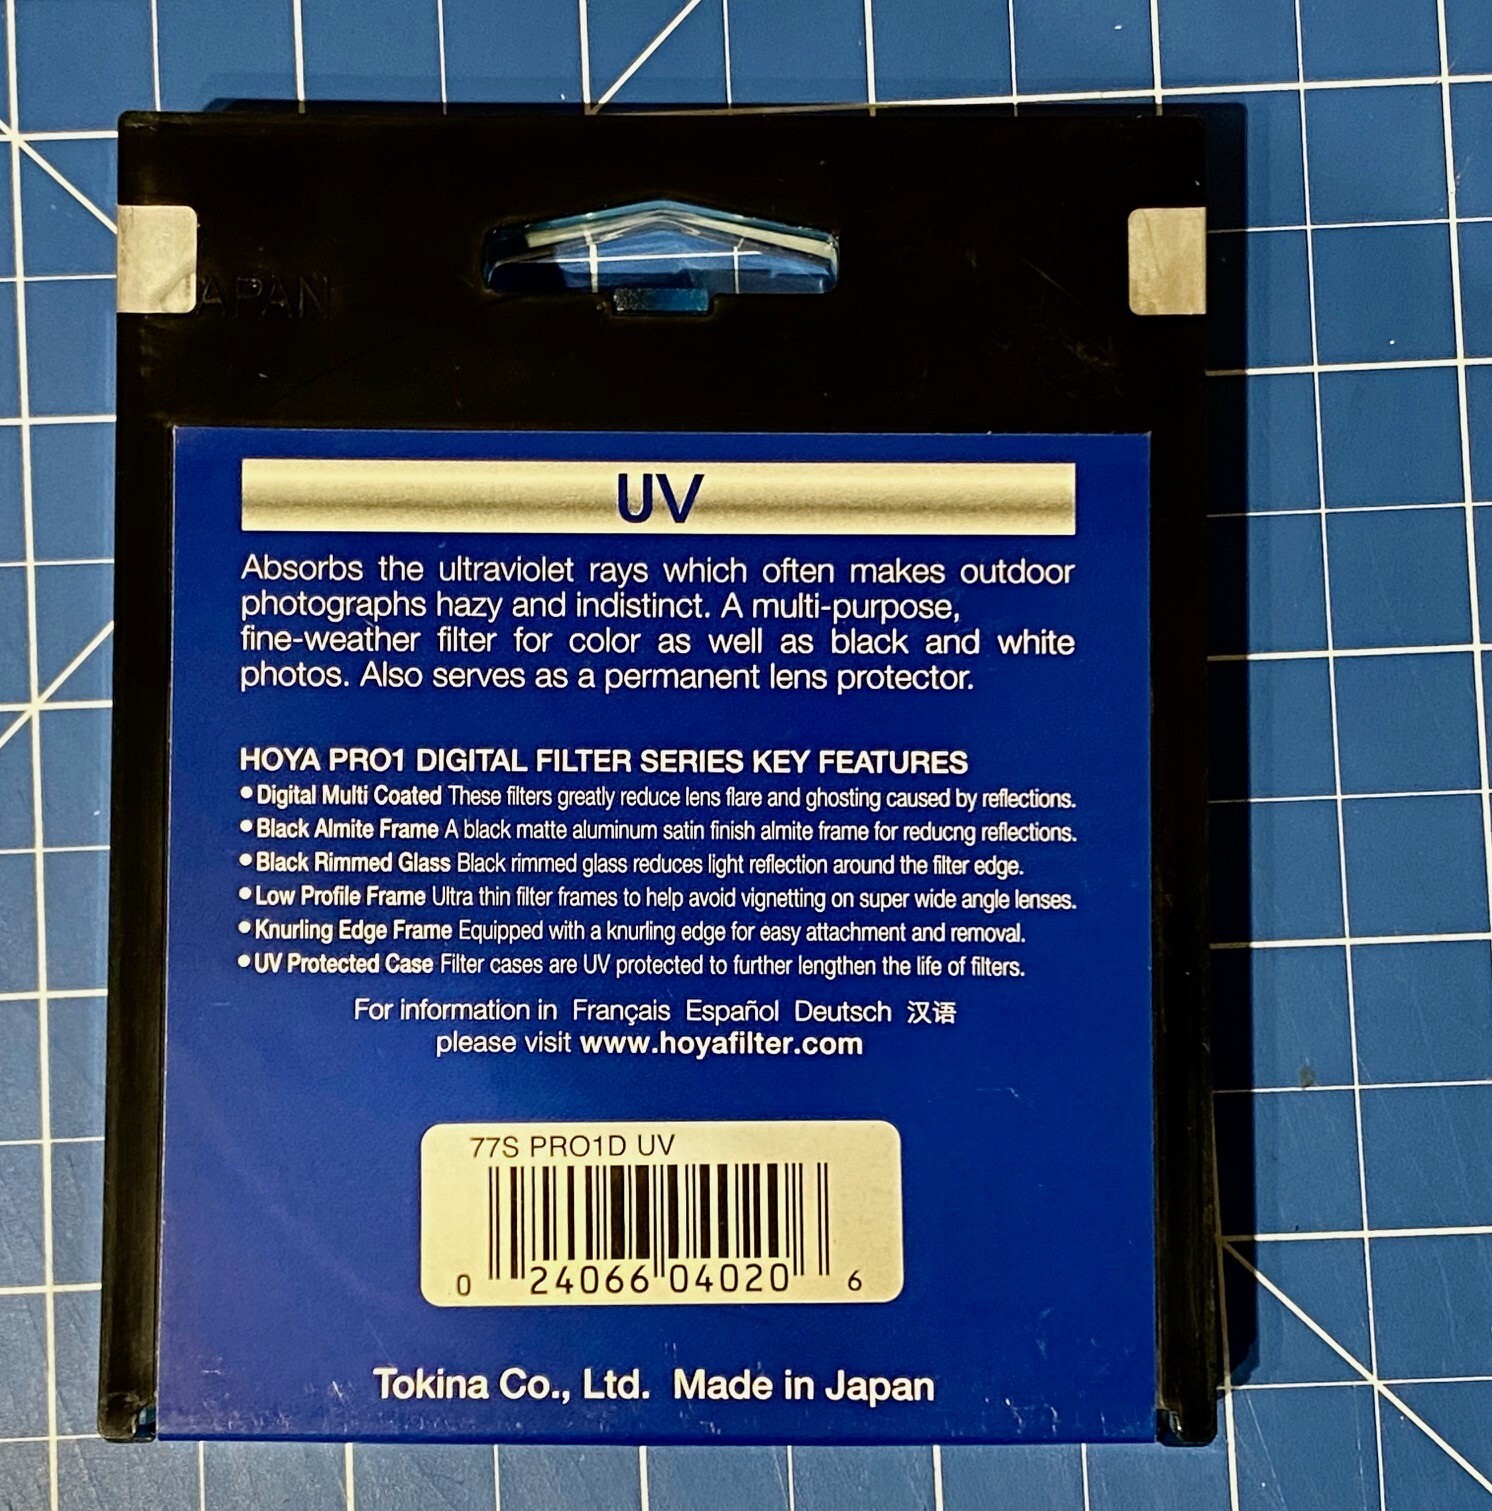 JAPAN
UV
Absorbs the ultraviolet rays which often makes outdoor
photographs hazy and indistinct. A multi-purpose,
fine-weather filter for color as well as black and white
photos. Also serves as a permanent lens protector.
HOYA PRO1 DIGITAL FILTER SERIES KEY FEATURES
•Digital Multi Coated These filters greatly reduce lens flare and ghosting caused by reflections.
•Black Almite Frame A black matte aluminum satin finish almite frame for reducng reflections.
•Black Rimmed Glass Black rimmed glass reduces light reflection around the filter edge.
•Low Profile Frame Ultra thin filter frames to help avoid vignetting on super wide angle lenses.
•Knurling Edge Frame Equipped with a knurling edge for easy attachment and removal.
•UV Protected Case Filter cases are UV protected to further lengthen the life of filters.
For information in Français Español Deutsch 汉语
please visit www.hoyafilter.com
77S PRO1D UV
0 24066 04020 6
Tokina Co., Ltd. Made in Japan